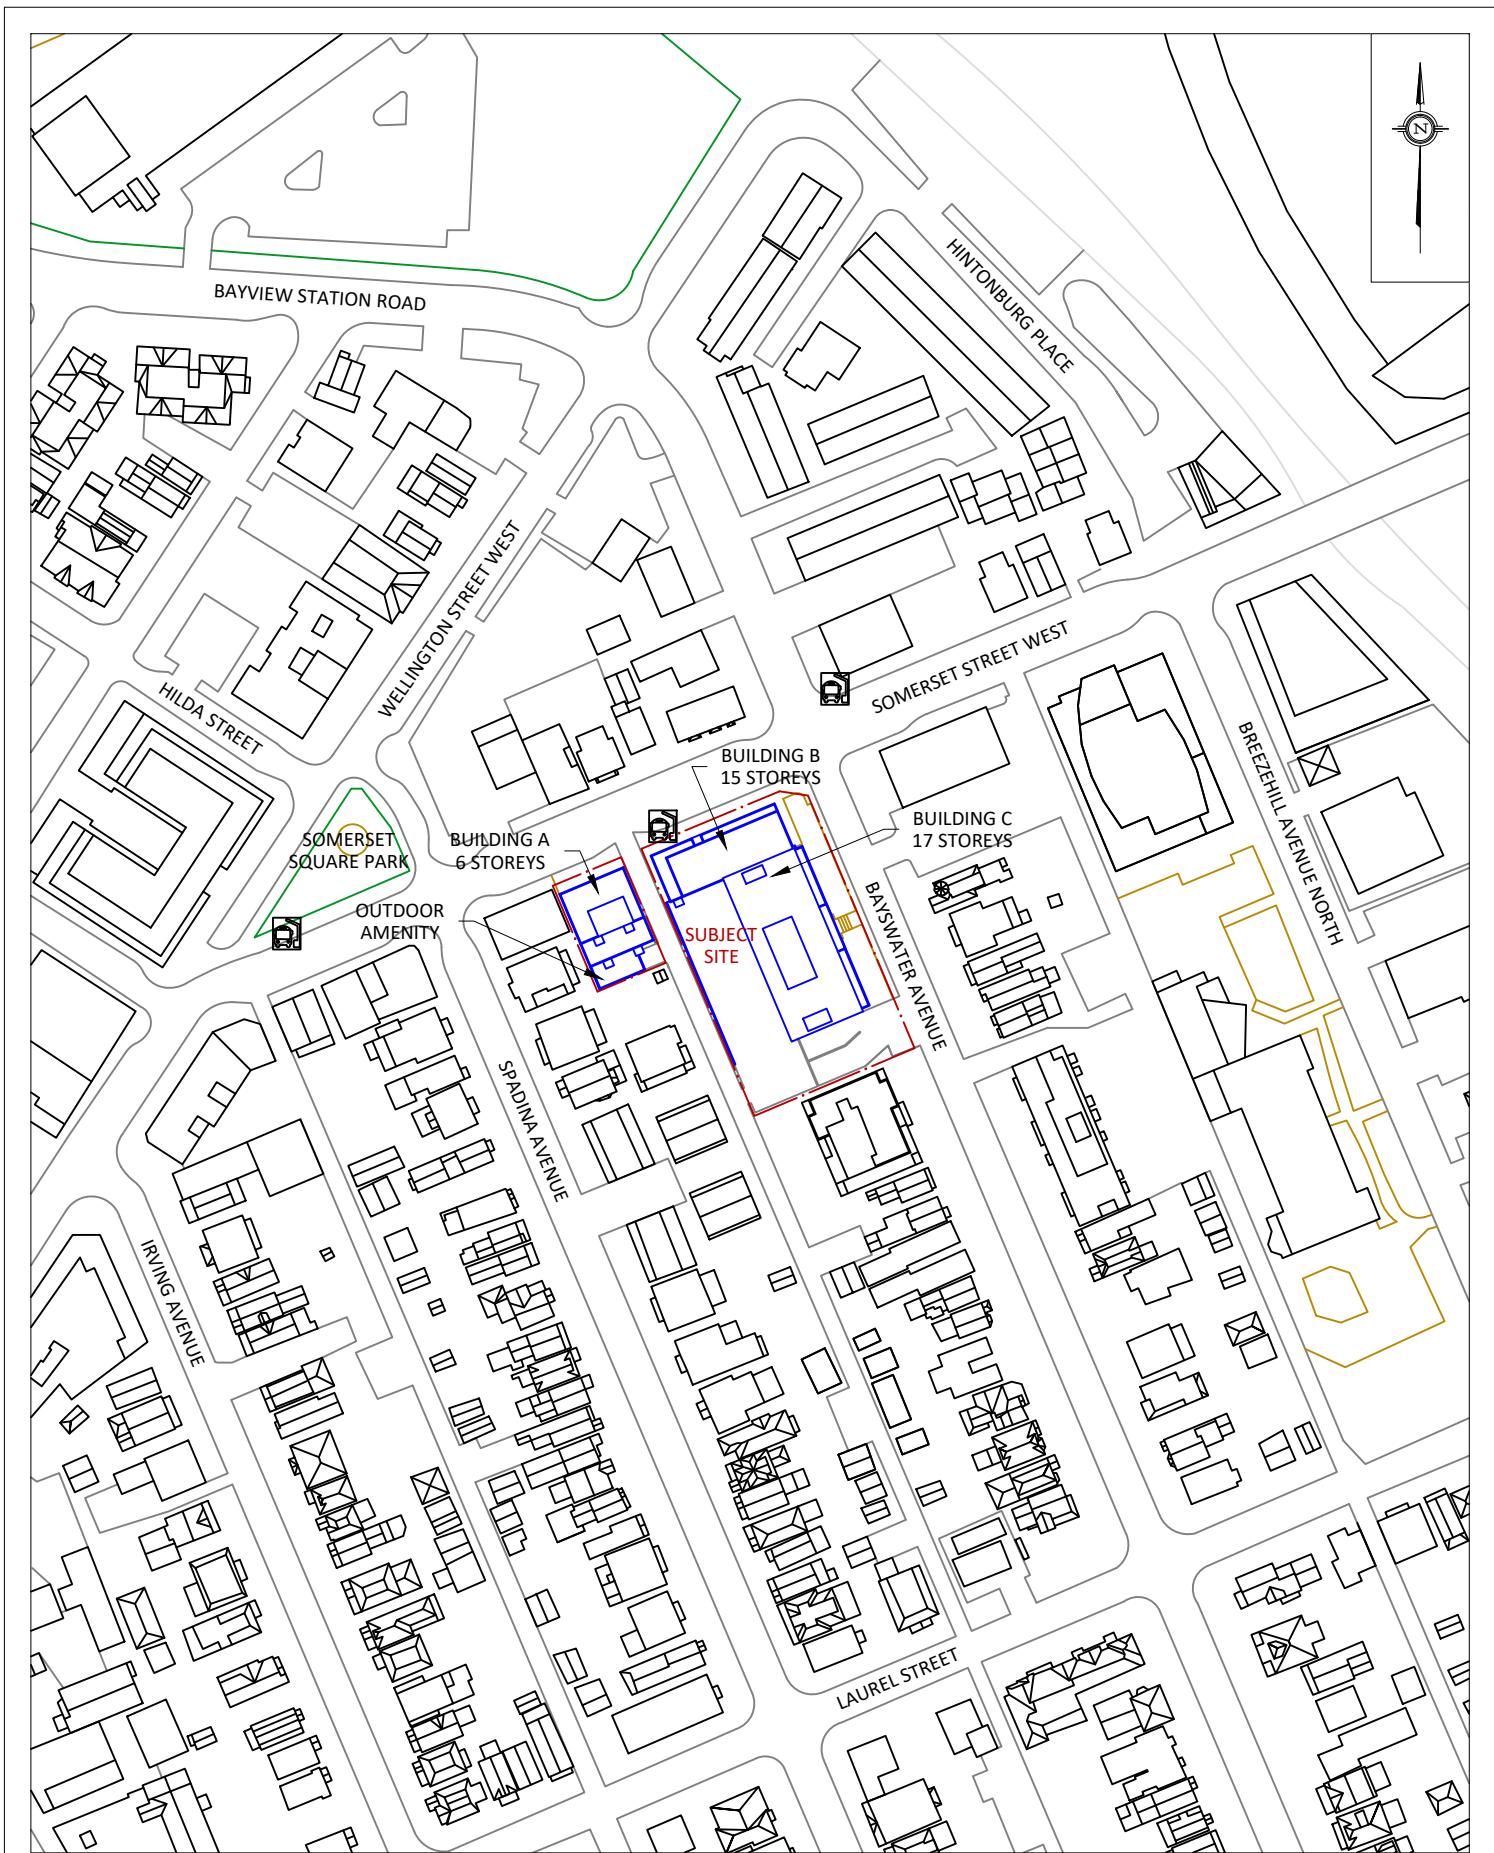 N
BAYVIEW STATION ROAD
HINTONBURG PLACE
WELLINGTON STREET WEST
HILDA STREET
SOMERSET STREET WEST
BREEZEHILL AVENUE NORTH
BUILDING B
15 STOREYS
BUILDING C
17 STOREYS
SOMERSET
SQUARE PARK
BUILDING A
6 STOREYS
OUTDOOR
AMENITY
SUBJECT
SITE
BAYSWATER AVENUE
SPADINA AVENUE
IRVING AVENUE
LAUREL STREET